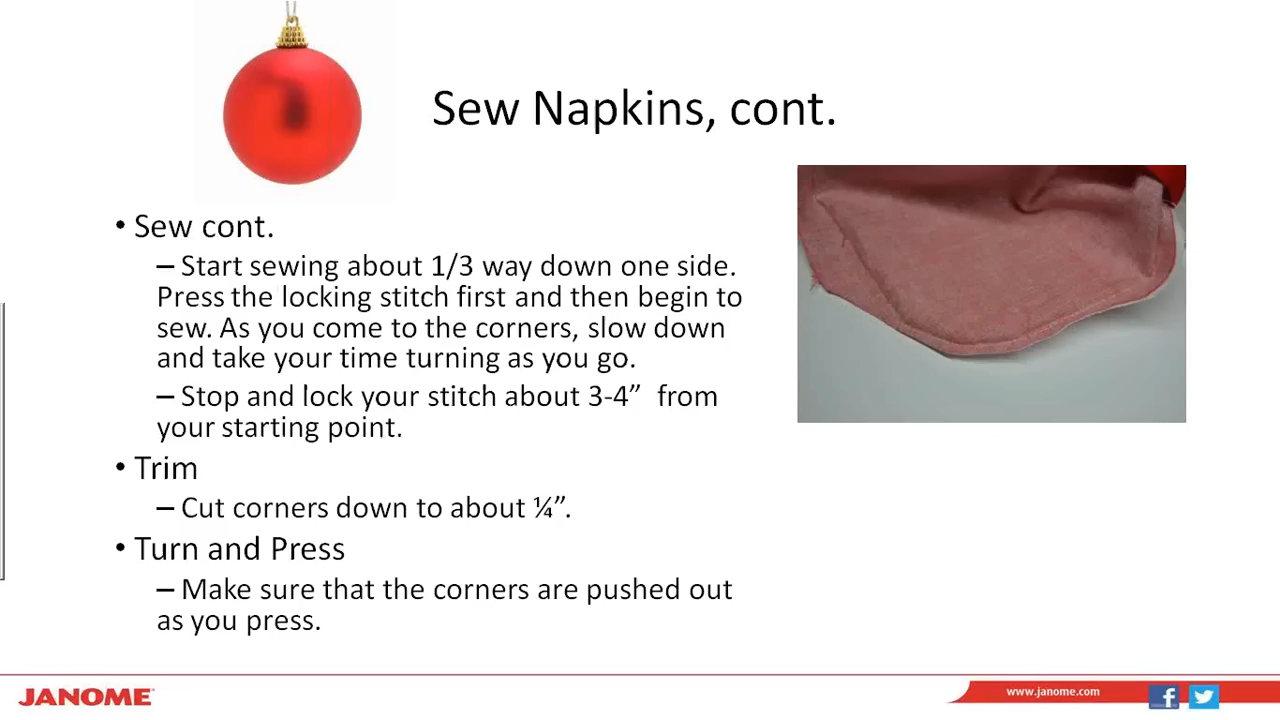 Sew Napkins, cont.
• Sew cont.
– Start sewing about 1/3 way down one side.
Press the locking stitch first and then begin to
sew. As you come to the corners, slow down
and take your time turning as you go.
– Stop and lock your stitch about 3-4”  from
your starting point.
• Trim
– Cut corners down to about ¼”.
• Turn and Press
– Make sure that the corners are pushed out
as you press.
JANOME
www.janome.com